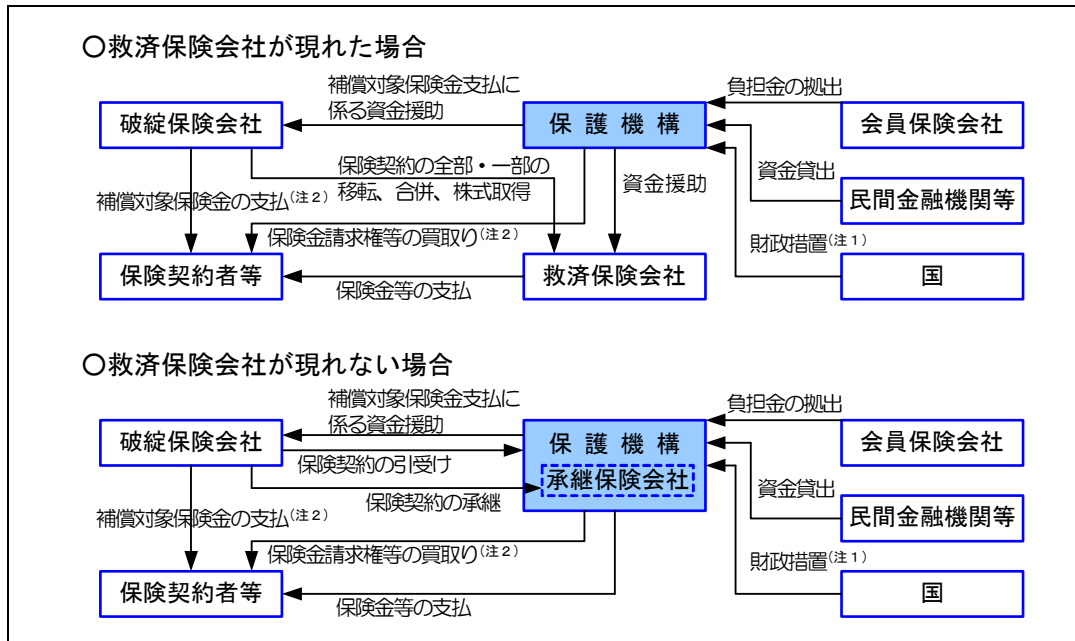 〇救済保険会社が現れた場合
補償対象保険金支払に
係る資金援助
負担金の拠出
破綻保険会社
保護機構
会員保険会社
保険契約の全部・一部の
移転、合併、株式取得
資金援助
資金貸出
民間金融機関等
補償対象保険金の支払(注2)
保険金請求権等の買取り(注2)
財政措置(注1)
保険契約者等
保険金等の支払
救済保険会社
国
〇救済保険会社が現れない場合
補償対象保険金支払に
係る資金援助
負担金の拠出
破綻保険会社
保護機構
会員保険会社
保険契約の引受け
承継保険会社
保険契約の承継
資金貸出
民間金融機関等
補償対象保険金の支払(注2)
保険金請求権等の買取り(注2)
財政措置(注1)
保険契約者等
保険金等の支払
国